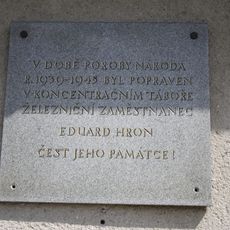 V DOBĚ POROBY NÁRODA
R. 1939-1945 BYL POPRAVEN
V KONCENTRAČNÍM TÁBOŘE
ŽELEZNIČNÍ ZAMĚSTNANEC
EDUARD HRON
ČEST JEHO PAMÁTCE!